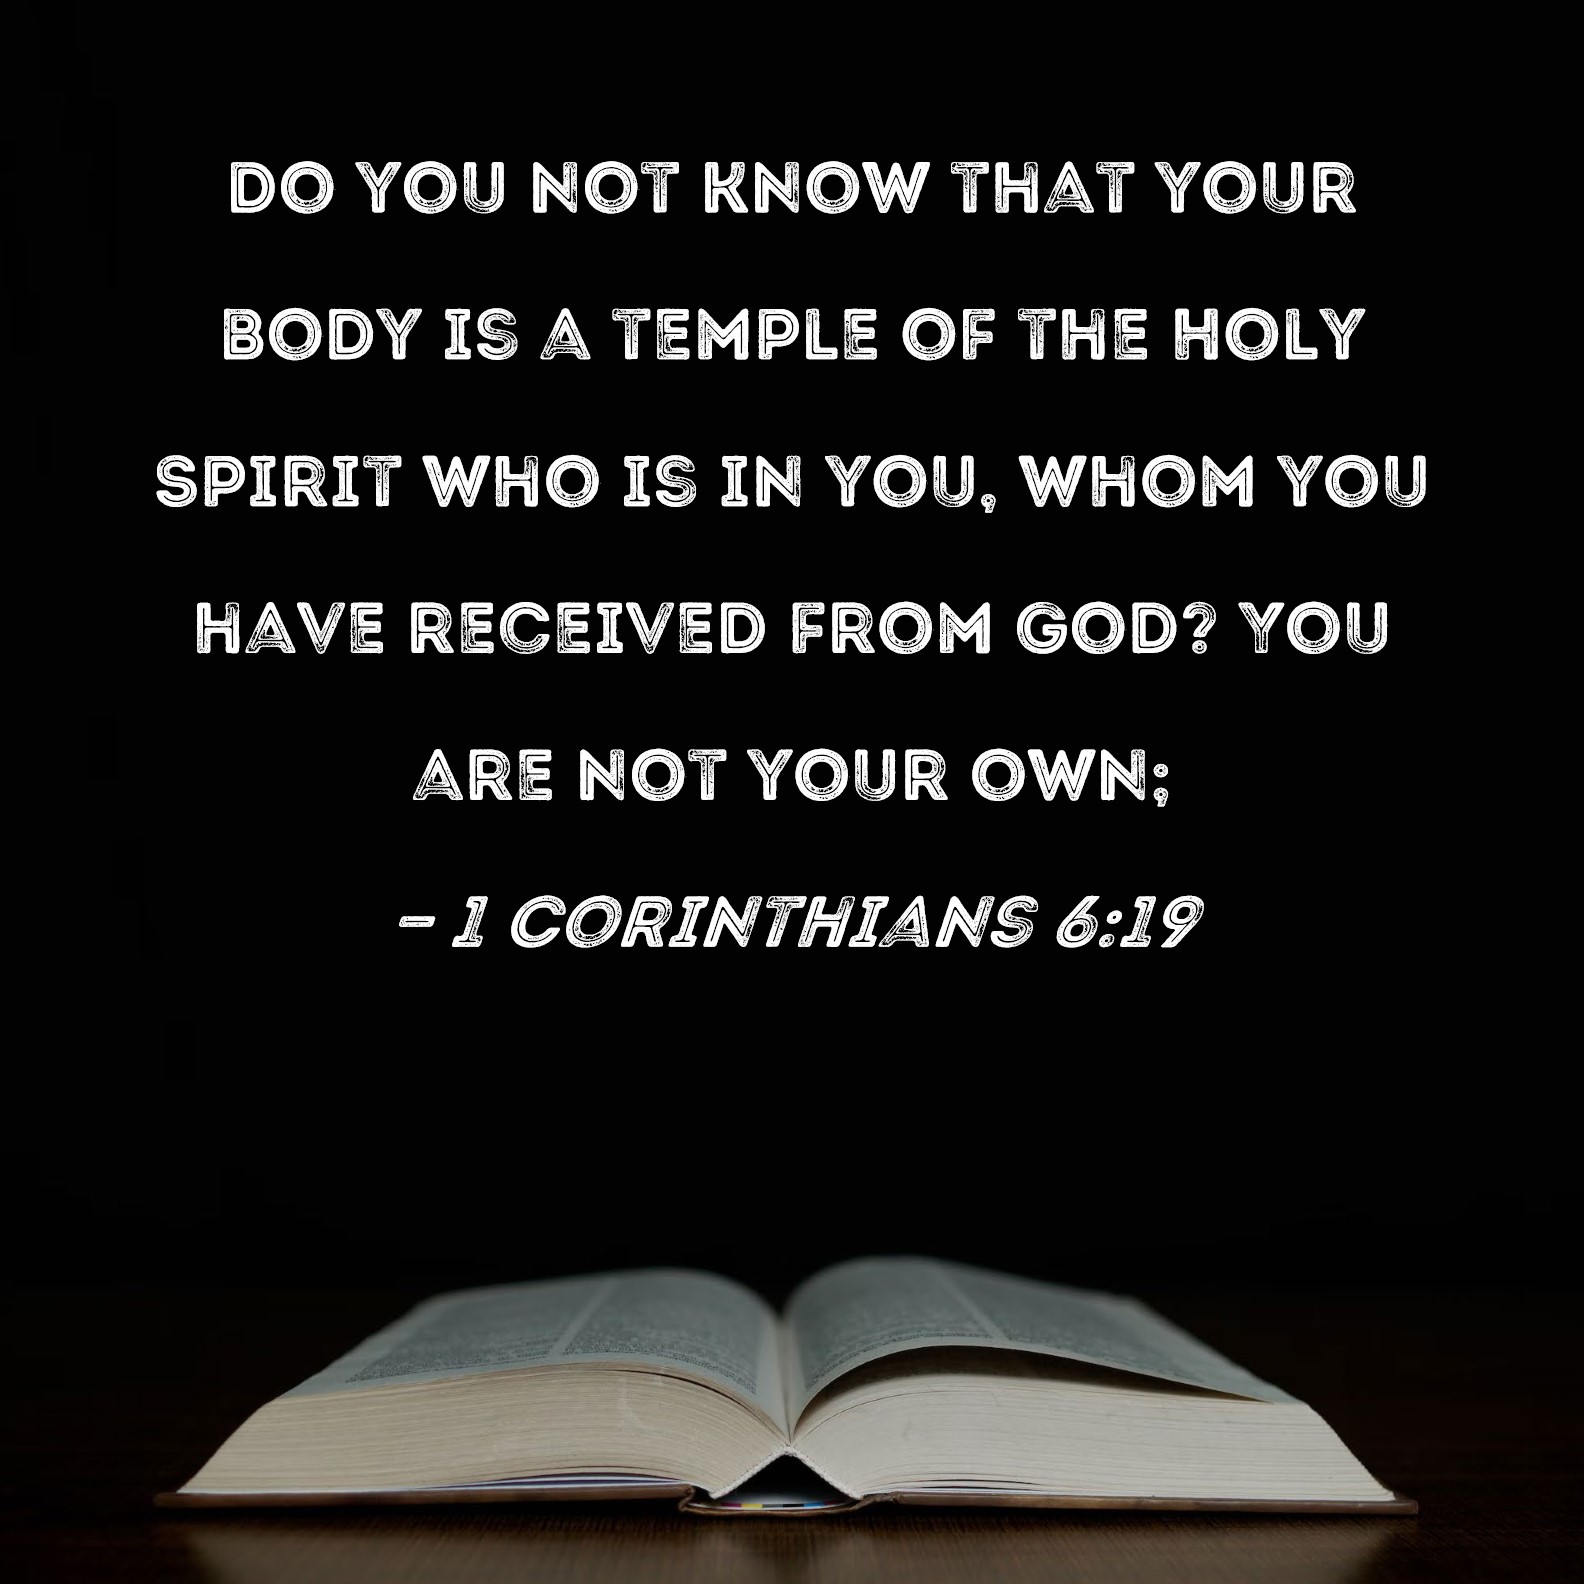 DO YOU NOT KNOW THAT YOUR
BODY IS A TEMPLE OF THE HOLY
SPIRIT WHO IS IN YOU, WHOM YOU
HAVE RECEIVED FROM GOD? YOU
ARE NOT YOUR OWN;
– 1 CORINTHIANS 6:19